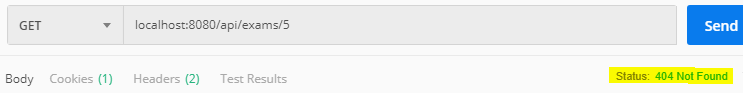 GET localhost:8080/api/exams/5 Send
Body Cookies (1) Headers (2) Test Results Status: 404 Not Found